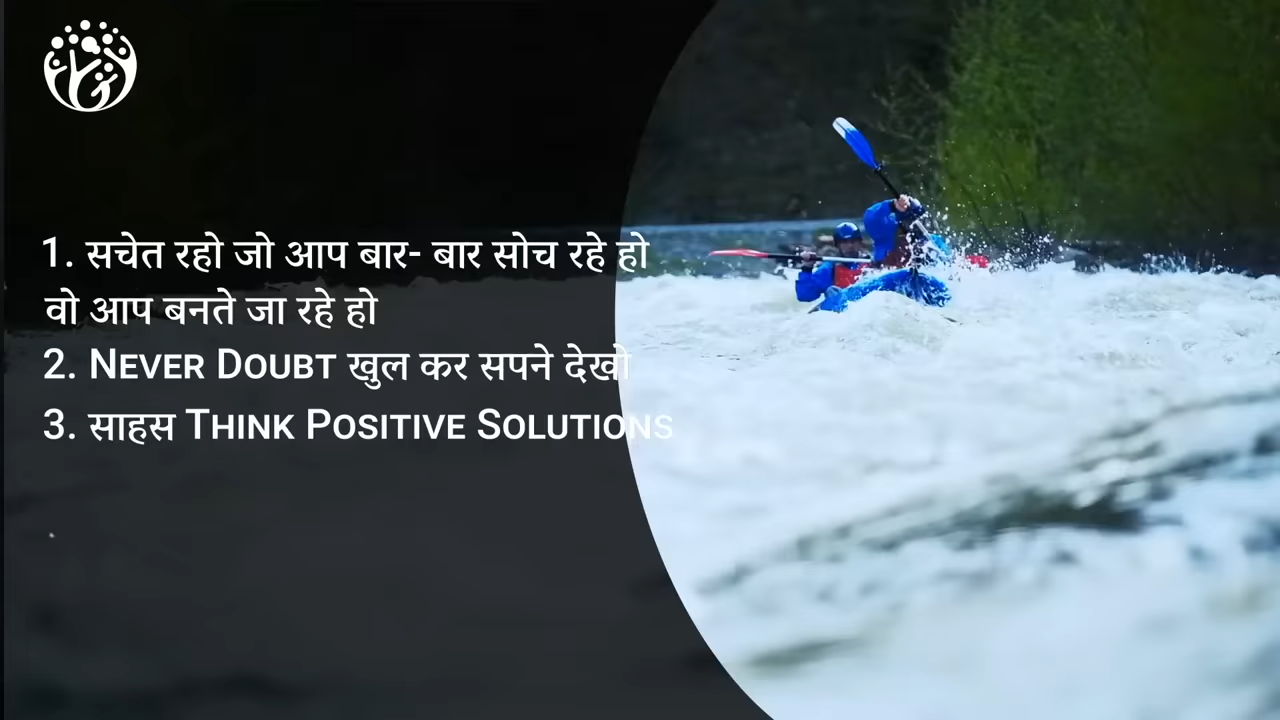 1. सचेत रहो जो आप बार- बार सोच रहे हो
वो आप बनते जा रहे हो
2. NEVER DOUBT खुल कर सपने देखो
3. साहस THINK POSITIVE SOLUTIONS